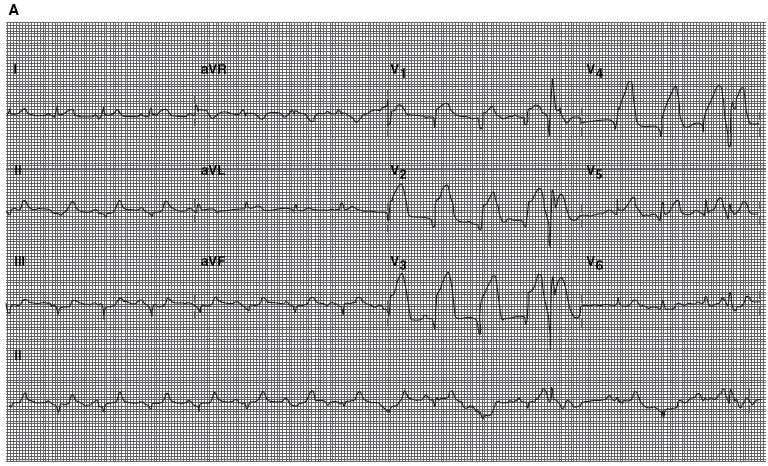 A
I aVR V1 V4
II aVL V2 V5
III aVF V3 V6
II